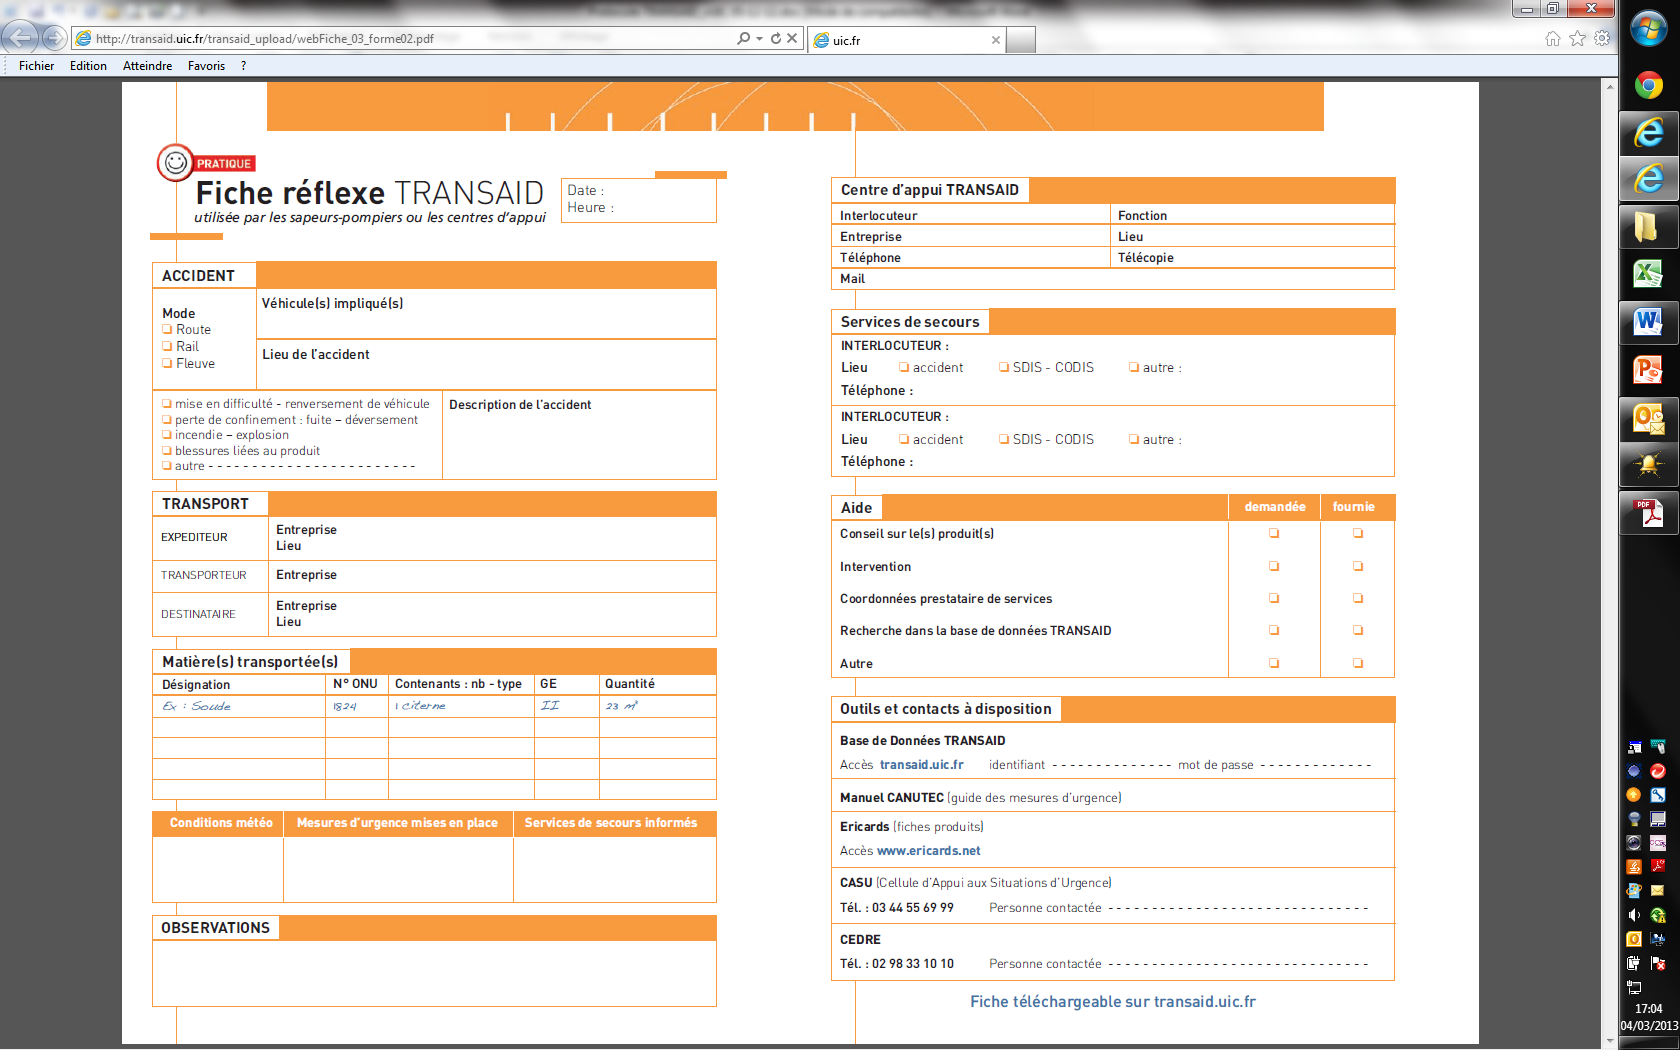 http://transaid.uic.fr/transaid_upload/webFiche_03_forme02.pdf
uic.fr
Fichier Edition Atteindre Favoris ?
PRATIQUE
Fiche réflexe TRANSAID
utilisée par les sapeurs-pompiers ou les centres d'appui
Date :
Heure :
ACCIDENT
Mode
Route
Rail
Fleuve
Véhicule(s) impliqué(s)
Lieu de l'accident
mise en difficulté - renversement de véhicule
perte de confinement : fuite – déversement
incendie – explosion
blessures liées au produit
autre - - - - - - - - - - - - - - - - - - - - - - - -
Description de l'accident
TRANSPORT
EXPEDITEUR
Entreprise
Lieu
TRANSPORTEUR
Entreprise
DESTINATAIRE
Entreprise
Lieu
Matière(s) transportée(s)
Désignation N° ONU Contenants : nb - type GE Quantité
Ex : Soude 1824 1 citerne II 23 m³
Conditions météo Mesures d'urgence mises en place Services de secours informés
OBSERVATIONS
Centre d'appui TRANSAID
Interlocuteur Fonction
Entreprise Lieu
Téléphone Télécopie
Mail
Services de secours
INTERLOCUTEUR :
Lieu accident SDIS - CODIS autre :
Téléphone :
INTERLOCUTEUR :
Lieu accident SDIS - CODIS autre :
Téléphone :
Aide demandée fournie
Conseil sur le(s) produit(s)
Intervention
Coordonnées prestataire de services
Recherche dans la base de données TRANSAID
Autre
Outils et contacts à disposition
Base de Données TRANSAID
Accès transaid.uic.fr identifiant - - - - - - - - - - - - - - mot de passe - - - - - - - - - - - - -
Manuel CANUTEC (guide des mesures d'urgence)
Ericards (fiches produits)
Accès www.ericards.net
CASU (Cellule d'Appui aux Situations d'Urgence)
Tél. : 03 44 55 69 99 Personne contactée - - - - - - - - - - - - - - - - - - - - - - - - - - - - - -
CEDRE
Tél. : 02 98 33 10 10 Personne contactée - - - - - - - - - - - - - - - - - - - - - - - - - - - - - -
Fiche téléchargeable sur transaid.uic.fr
PDF
17:04
04/03/2013